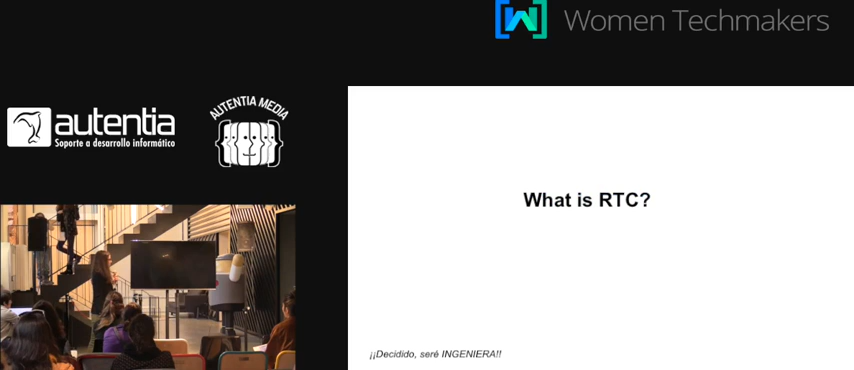 Women Techmakers
autentia
Soporte a desarrollo informático
AUTENTIA MEDIA
What is RTC?
¡¡Decidido, seré INGENIERA!!